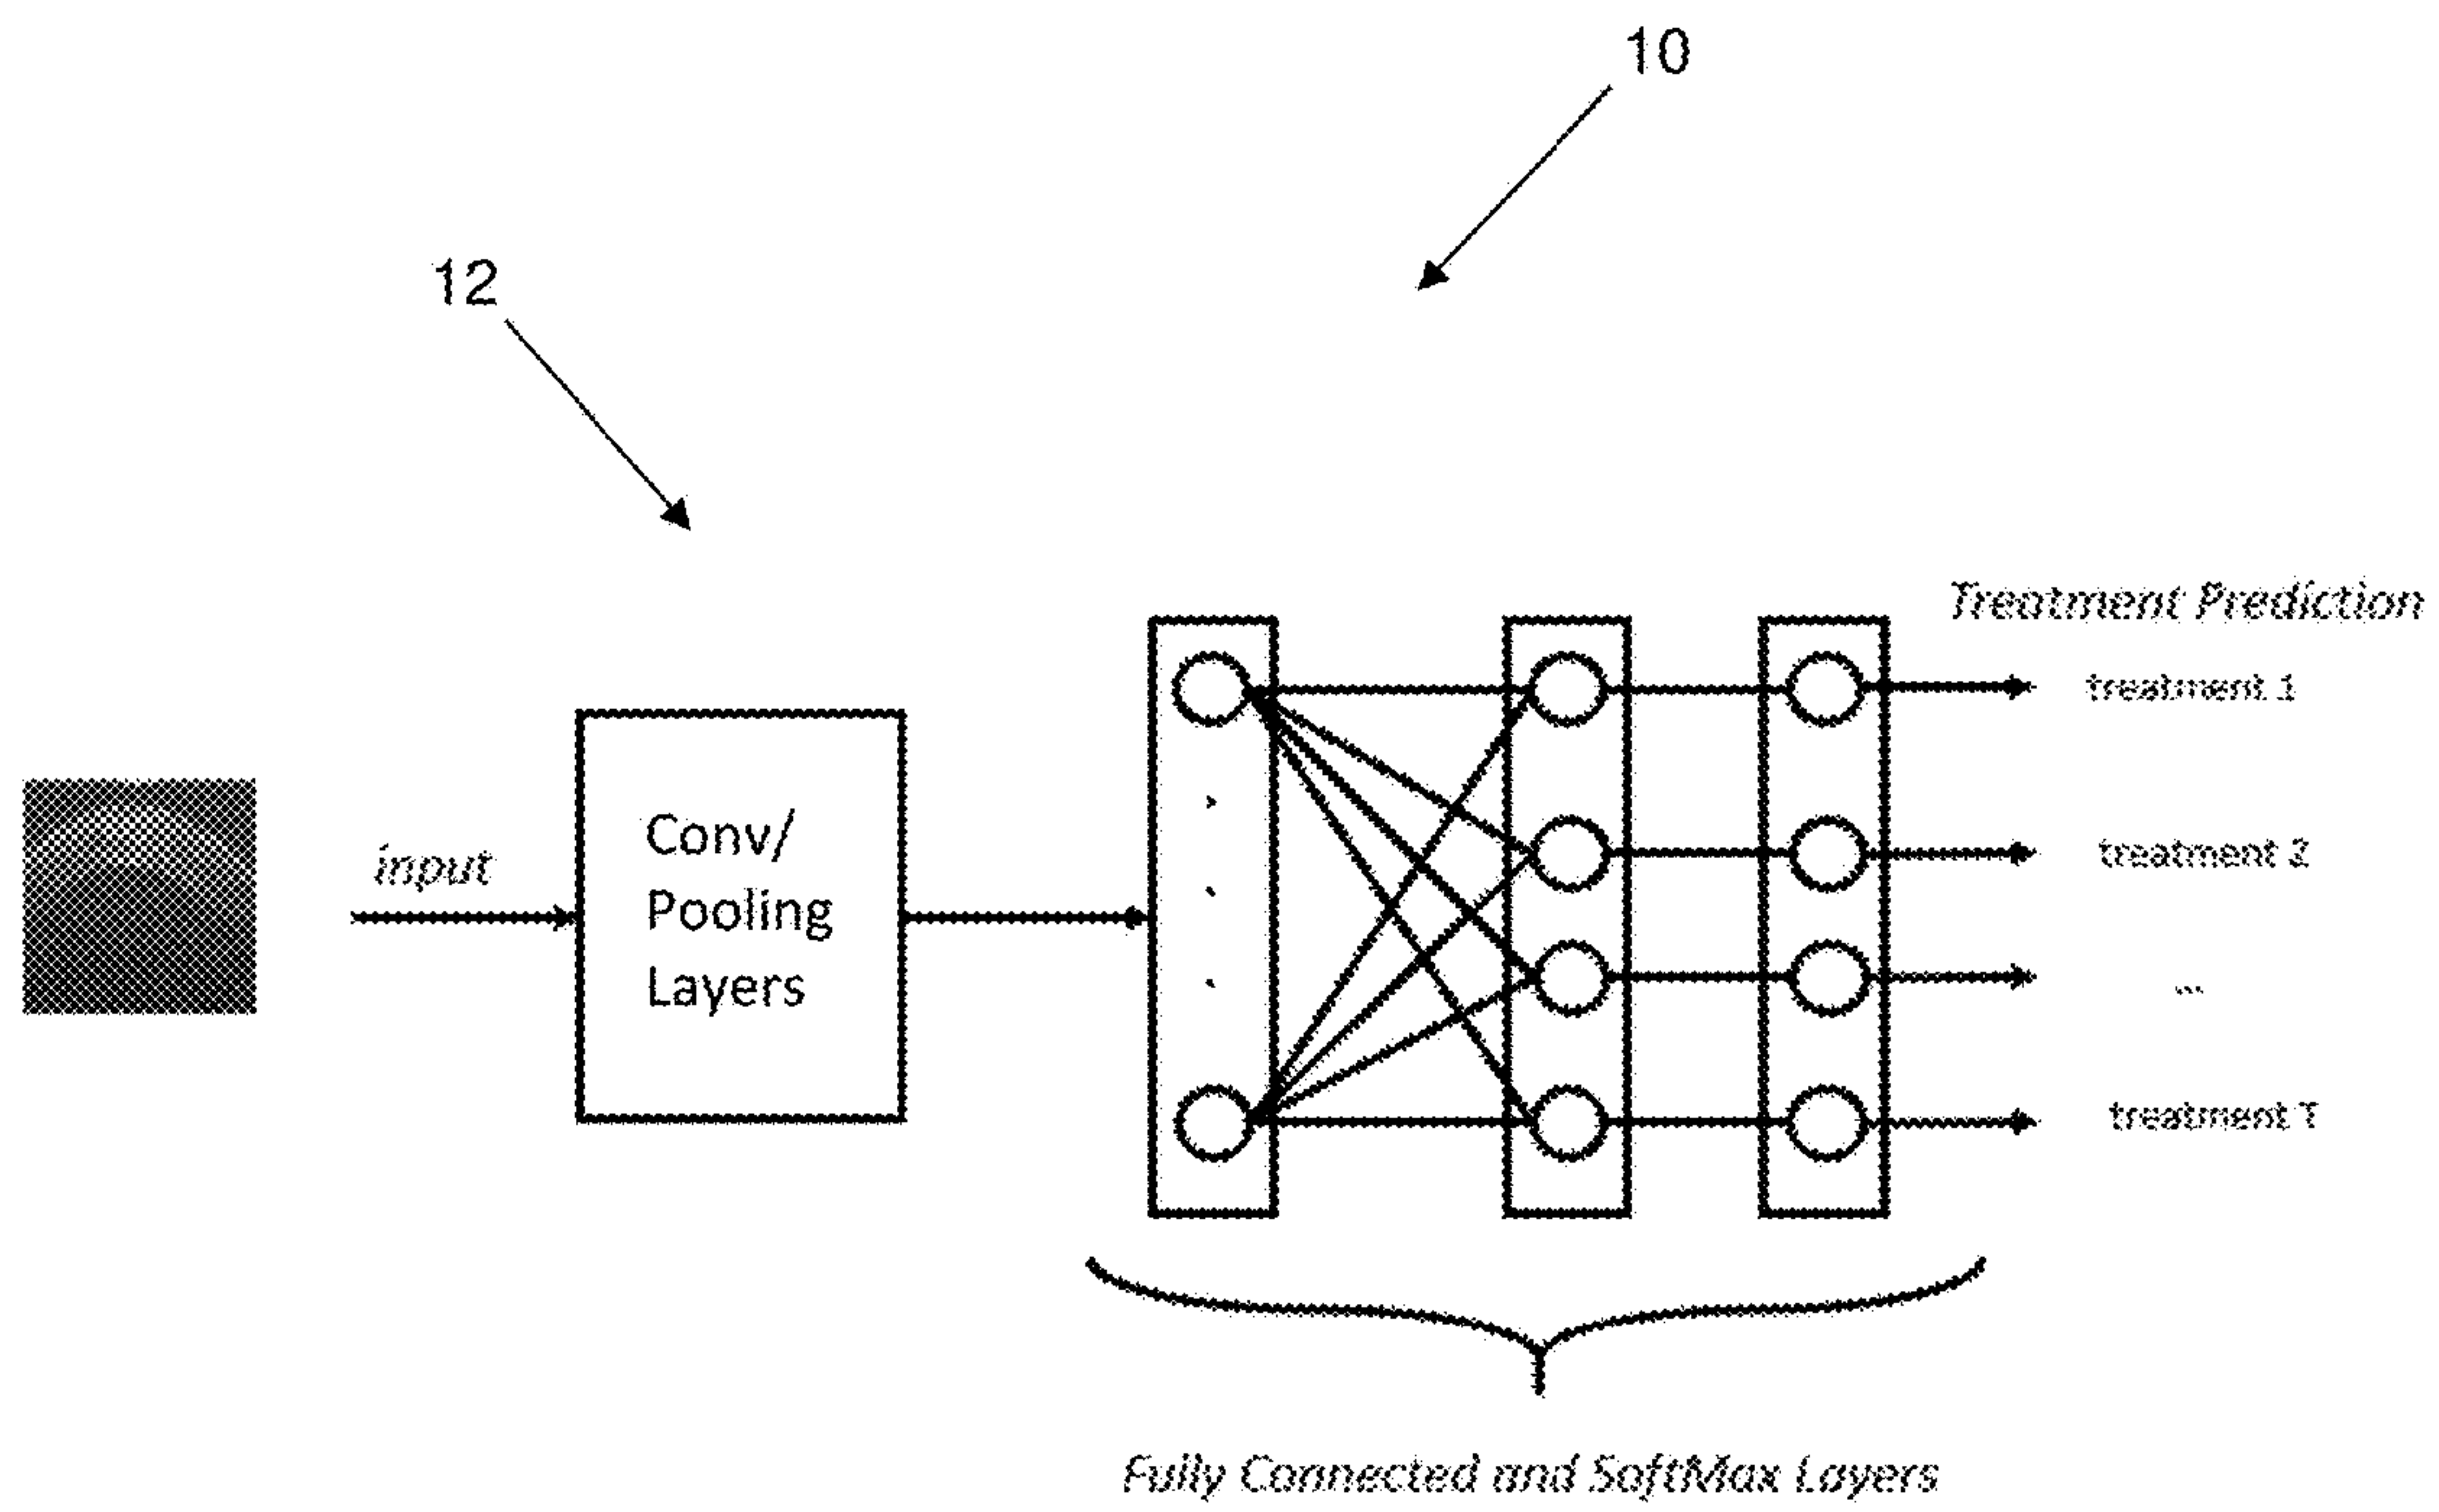 10
12
Treatment Prediction
treatment 1
input
Conv/
Pooling
Layers
treatment 2
...
treatment T
Fully Connected and SoftMax Layers